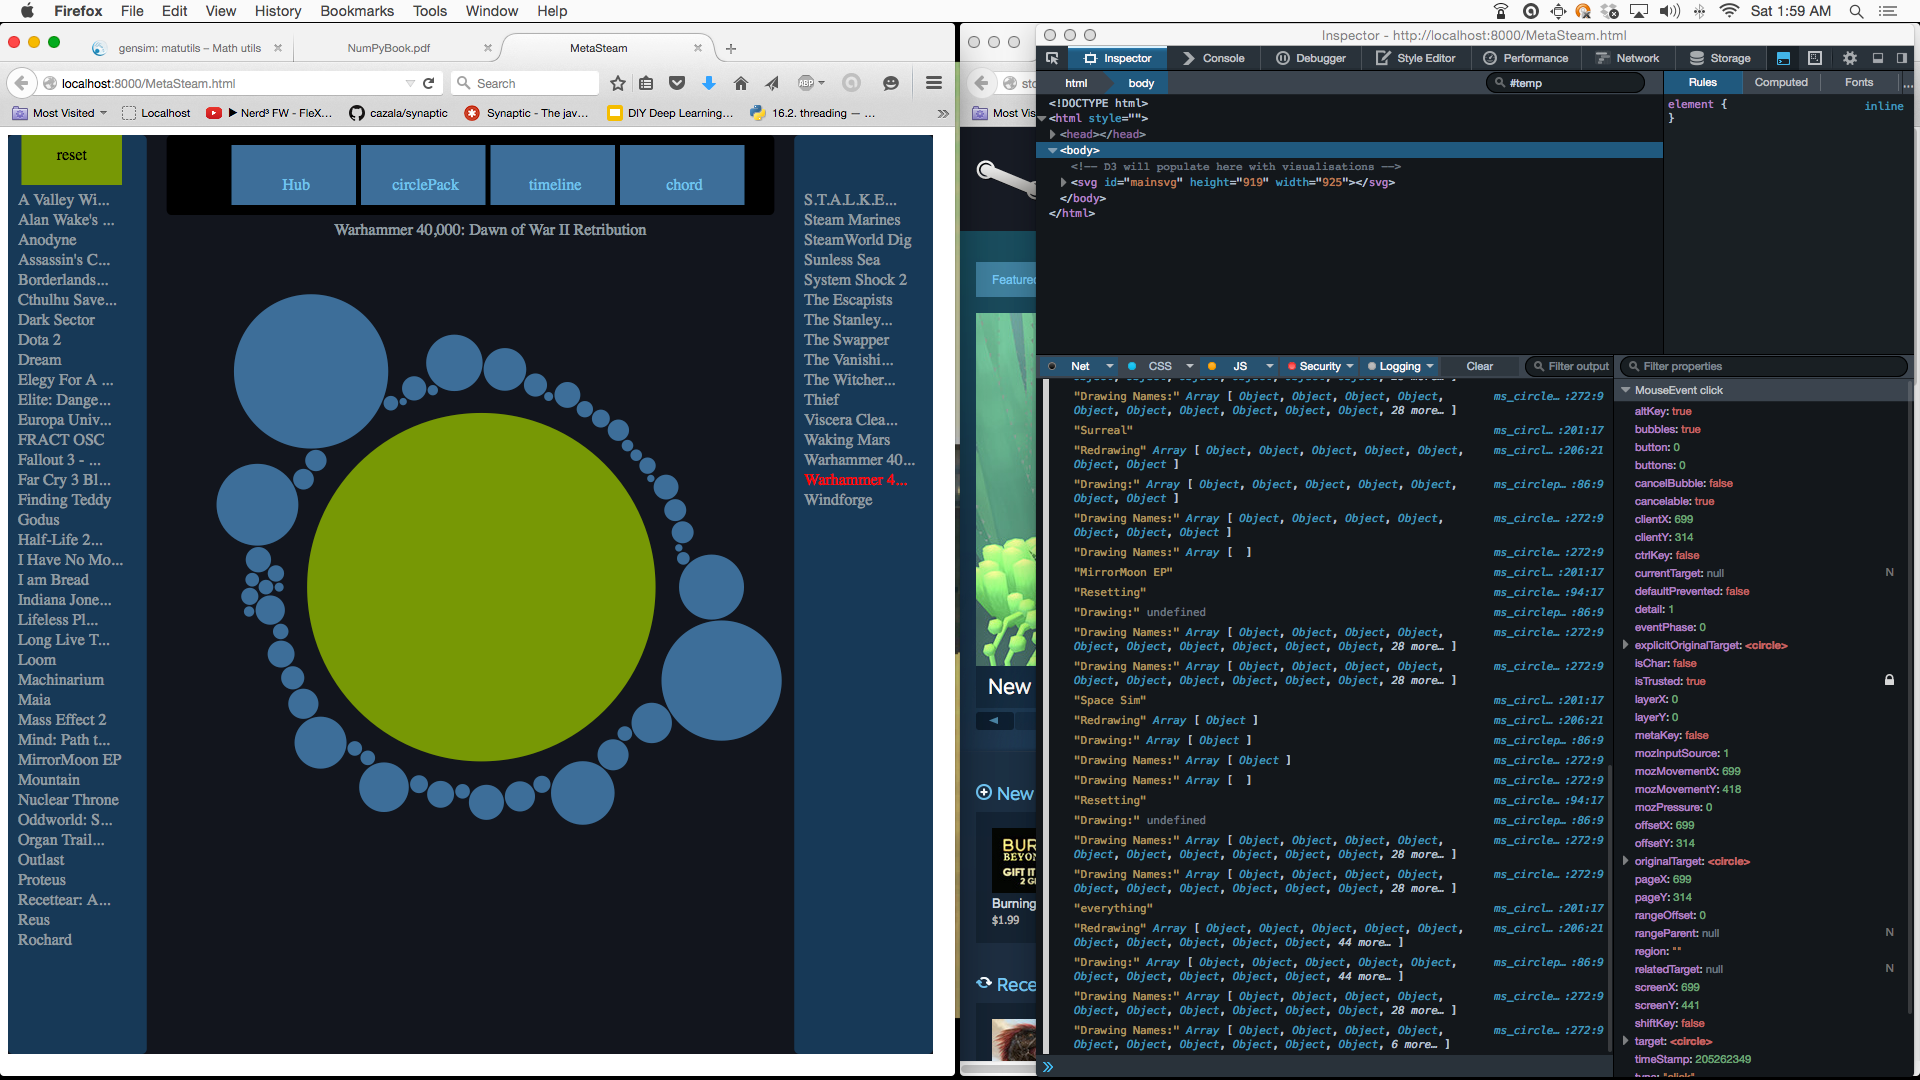 Firefox File Edit View History Bookmarks Tools Window Help
Sat 1:59 AM
gensim: matutils – Math utils
NumPyBook.pdf
MetaSteam
localhost:8000/MetaSteam.html
Search
ABP
Most Visited
Localhost
▶ Nerd³ FW - FleX...
cazala/synaptic
Synaptic - The jav...
DIY Deep Learning...
16.2. threading — ...
reset
A Valley Wi...
Alan Wake's ...
Anodyne
Assassin's C...
Borderlands...
Cthulhu Save...
Dark Sector
Dota 2
Dream
Elegy For A ...
Elite: Dange...
Europa Univ...
FRACT OSC
Fallout 3 - ...
Far Cry 3 Bl...
Finding Teddy
Godus
Half-Life 2...
I Have No Mo...
I am Bread
Indiana Jone...
Lifeless Pl...
Long Live T...
Loom
Machinarium
Maia
Mass Effect 2
Mind: Path t...
MirrorMoon EP
Mountain
Nuclear Throne
Oddworld: S...
Organ Trail...
Outlast
Proteus
Recettear: A...
Reus
Rochard
Hub
circlePack
timeline
chord
Warhammer 40,000: Dawn of War II Retribution
S.T.A.L.K.E...
Steam Marines
SteamWorld Dig
Sunless Sea
System Shock 2
The Escapists
The Stanley...
The Swapper
The Vanishi...
The Witcher...
Thief
Viscera Clea...
Waking Mars
Warhammer 40...
Warhammer 4...
Windforge
sto
Most Vis
Featured
New
New
BUR
BEYON
GIFT IT
2 G
Burning
$1.99
Rece
Inspector - http://localhost:8000/MetaSteam.html
Inspector
Console
Debugger
Style Editor
Performance
Network
Storage
html
body
#temp
Rules
Computed
Fonts
<!DOCTYPE html>
<html style="">
<head></head>
<body>
<!-- D3 will populate here with visualisations -->
<svg id="mainsvg" height="919" width="925"></svg>
</body>
</html>
element {
inline
}
Net
CSS
JS
Security
Logging
Clear
Filter output
Filter properties
Object, Object, Object, Object, Object, 28 more… ]
"Drawing Names:" Array [ Object, Object, Object, Object, ms_circle… :272:9
Object, Object, Object, Object, Object, Object, 28 more… ]
"Surreal" ms_circl… :201:17
"Redrawing" Array [ Object, Object, Object, Object, Object, ms_circl… :206:21
Object, Object ]
"Drawing:" Array [ Object, Object, Object, Object, Object, ms_circlep… :86:9
Object, Object ]
"Drawing Names:" Array [ Object, Object, Object, Object, ms_circle… :272:9
Object, Object, Object ]
"Drawing Names:" Array [ ] ms_circle… :272:9
"MirrorMoon EP" ms_circl… :201:17
"Resetting" ms_circle… :94:17
"Drawing:" undefined ms_circlep… :86:9
"Drawing Names:" Array [ Object, Object, Object, Object, ms_circle… :272:9
Object, Object, Object, Object, Object, Object, 28 more… ]
"Drawing Names:" Array [ Object, Object, Object, Object, ms_circle… :272:9
Object, Object, Object, Object, Object, Object, 28 more… ]
"Space Sim" ms_circl… :201:17
"Redrawing" Array [ Object ] ms_circl… :206:21
"Drawing:" Array [ Object ] ms_circlep… :86:9
"Drawing Names:" Array [ Object ] ms_circle… :272:9
"Drawing Names:" Array [ ] ms_circle… :272:9
"Resetting" ms_circle… :94:17
"Drawing:" undefined ms_circlep… :86:9
"Drawing Names:" Array [ Object, Object, Object, Object, ms_circle… :272:9
Object, Object, Object, Object, Object, Object, 28 more… ]
"Drawing Names:" Array [ Object, Object, Object, Object, ms_circle… :272:9
Object, Object, Object, Object, Object, Object, 28 more… ]
"everything" ms_circl… :201:17
"Redrawing" Array [ Object, Object, Object, Object, Object, ms_circl… :206:21
Object, Object, Object, Object, Object, 44 more… ]
"Drawing:" Array [ Object, Object, Object, Object, Object, ms_circlep… :86:9
Object, Object, Object, Object, Object, 44 more… ]
"Drawing Names:" Array [ Object, Object, Object, Object, ms_circle… :272:9
Object, Object, Object, Object, Object, Object, 28 more… ]
"Drawing Names:" Array [ Object, Object, Object, Object, ms_circle… :272:9
Object, Object, Object, Object, Object, Object, 6 more… ]
MouseEvent click
altKey: true
bubbles: true
button: 0
buttons: 0
cancelBubble: false
cancelable: true
clientX: 699
clientY: 314
ctrlKey: false
currentTarget: null N
defaultPrevented: false
detail: 1
eventPhase: 0
explicitOriginalTarget: <circle>
isChar: false
isTrusted: true
layerX: 0
layerY: 0
metaKey: false
mozInputSource: 1
mozMovementX: 699
mozMovementY: 418
mozPressure: 0
offsetX: 699
offsetY: 314
originalTarget: <circle>
pageX: 699
pageY: 314
rangeOffset: 0
rangeParent: null N
region: ""
relatedTarget: null N
screenX: 699
screenY: 441
shiftKey: false
target: <circle>
timeStamp: 205262349
type: "click"